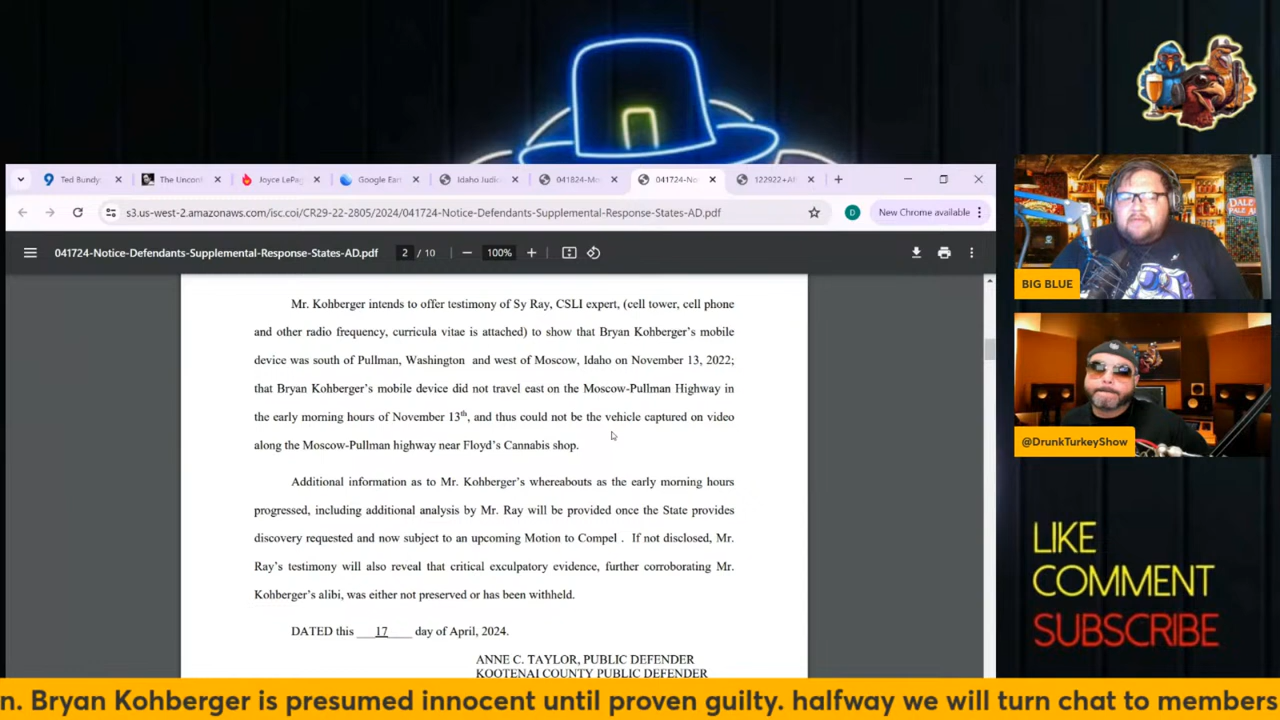 Ted Bundy:
The Uncon
Joyce LePa
Google Ear
Idaho Judi
041824-Mo
041724-No
122922+Af
s3.us-west-2.amazonaws.com/isc.coi/CR29-22-2805/2024/041724-Notice-Defendants-Supplemental-Response-States-AD.pdf
D
New Chrome available
041724-Notice-Defendants-Supplemental-Response-States-AD.pdf
2 / 10
100%
Mr. Kohberger intends to offer testimony of Sy Ray, CSLI expert, (cell tower, cell phone
and other radio frequency, curricula vitae is attached) to show that Bryan Kohberger's mobile
device was south of Pullman, Washington and west of Moscow, Idaho on November 13, 2022;
that Bryan Kohberger's mobile device did not travel east on the Moscow-Pullman Highway in
the early morning hours of November 13th, and thus could not be the vehicle captured on video
along the Moscow-Pullman highway near Floyd's Cannabis shop.
Additional information as to Mr. Kohberger's whereabouts as the early morning hours
progressed, including additional analysis by Mr. Ray will be provided once the State provides
discovery requested and now subject to an upcoming Motion to Compel . If not disclosed, Mr.
Ray's testimony will also reveal that critical exculpatory evidence, further corroborating Mr.
Kohberger's alibi, was either not preserved or has been withheld.
DATED this ___17____ day of April, 2024.
ANNE C. TAYLOR, PUBLIC DEFENDER
KOOTENAI COUNTY PUBLIC DEFENDER
DALE
PALE A
BIG BLUE
@DrunkTurkeyShow
LIKE
COMMENT
SUBSCRIBE
n. Bryan Kohberger is presumed innocent until proven guilty. halfway we will turn chat to members